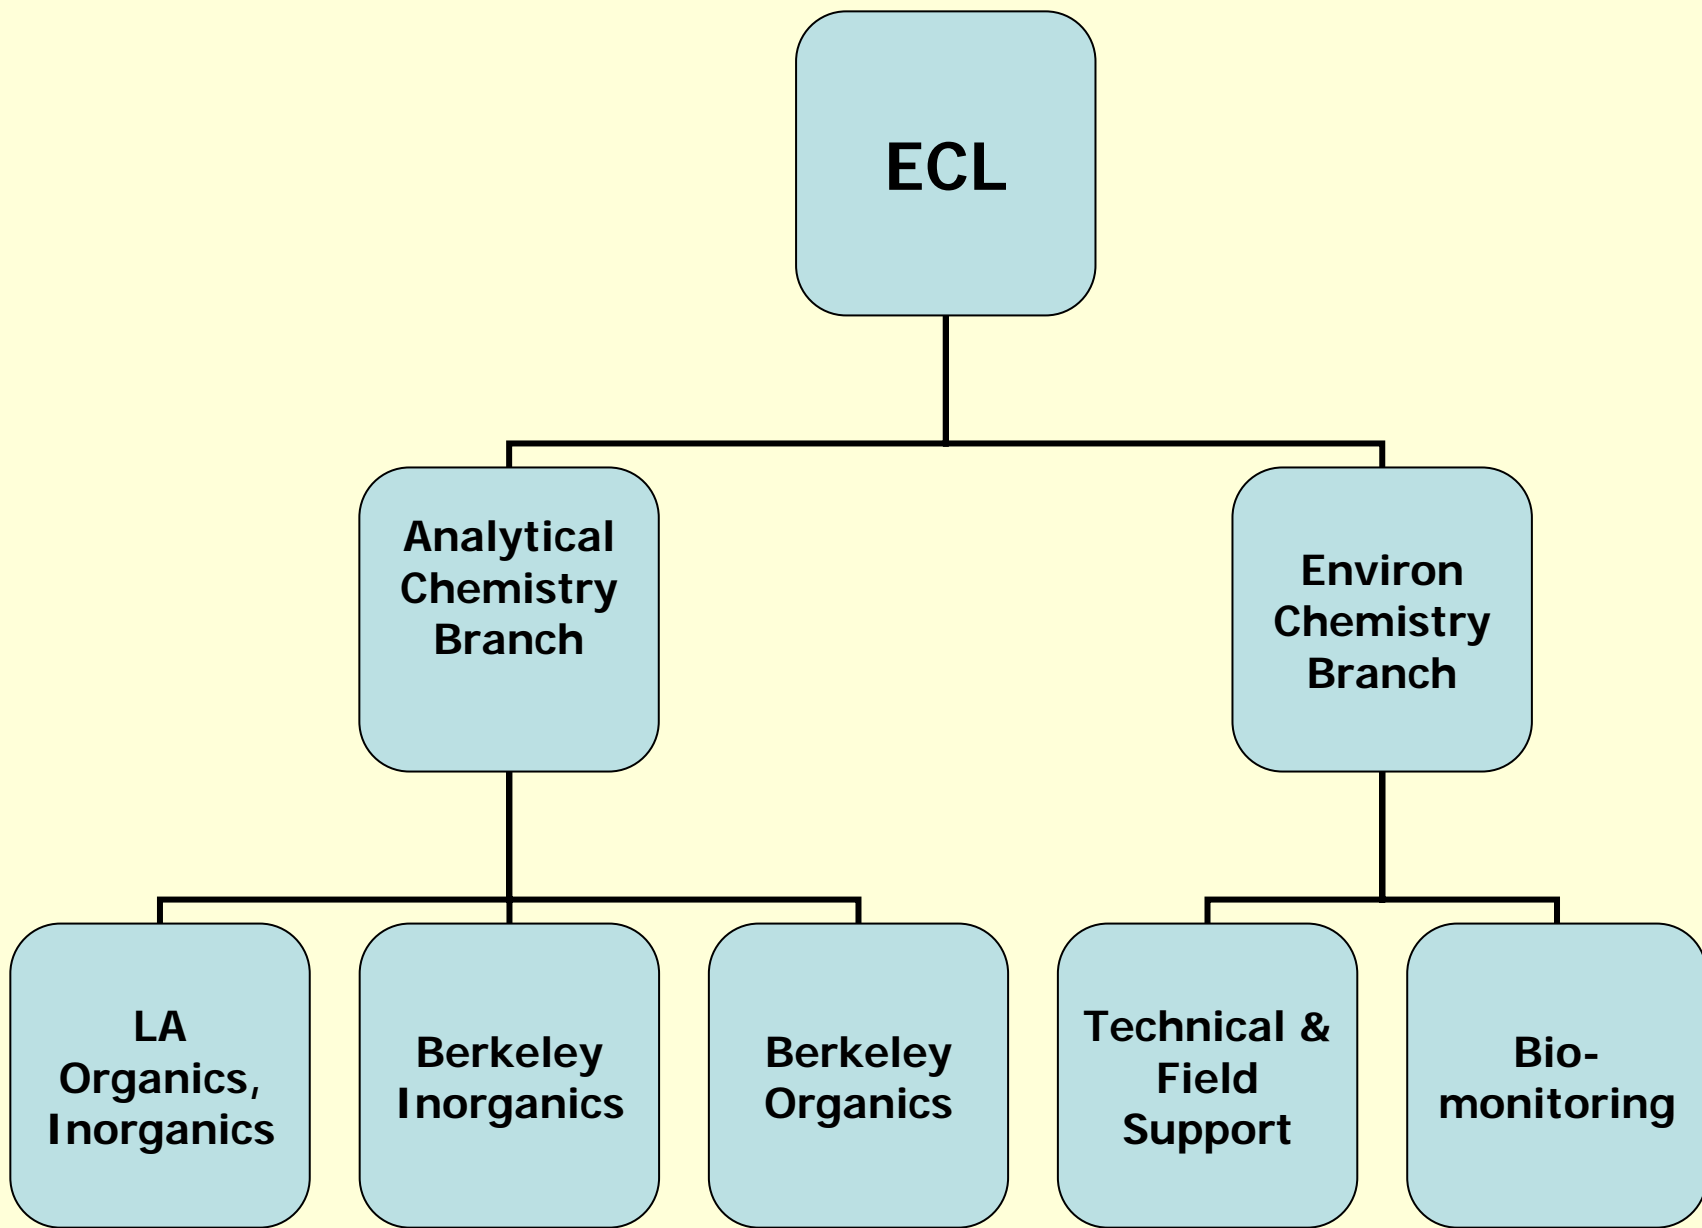 ECL
Analytical
Chemistry
Branch
Environ
Chemistry
Branch
LA
Organics,
Inorganics
Berkeley
Inorganics
Berkeley
Organics
Technical &
Field
Support
Bio-
monitoring